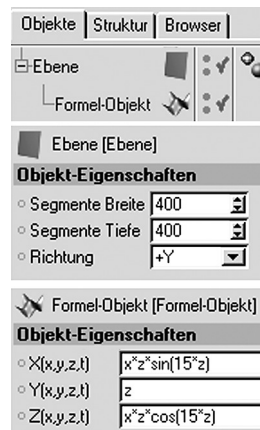 Objekte Struktur Browser
Ebene
Formel-Objekt
Ebene [Ebene]
Objekt-Eigenschaften
Segmente Breite 400
Segmente Tiefe 400
Richtung +Y
Formel-Objekt [Formel-Objekt]
Objekt-Eigenschaften
X(x,y,z,t) x*z*sin(15*z)
Y(x,y,z,t) z
Z(x,y,z,t) x*z*cos(15*z)